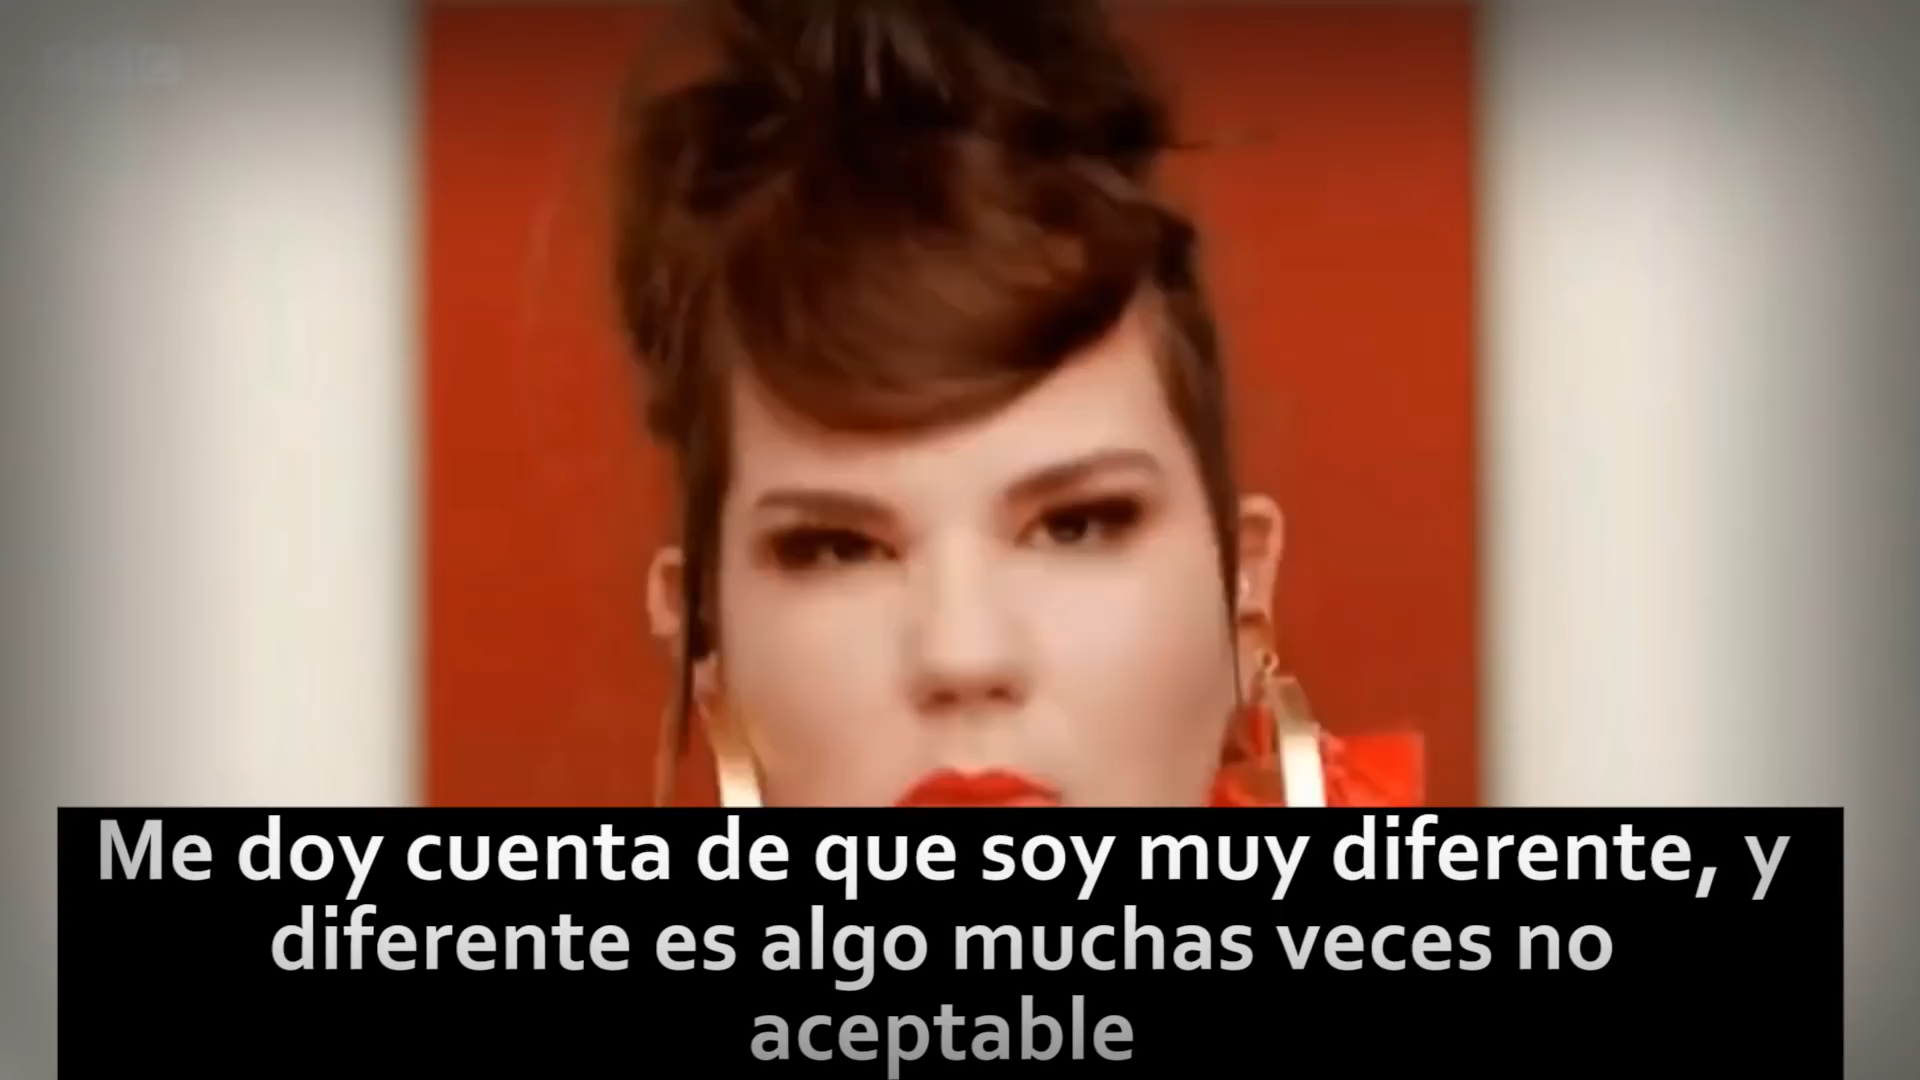 Me doy cuenta de que soy muy diferente, y
diferente es algo muchas veces no
aceptable